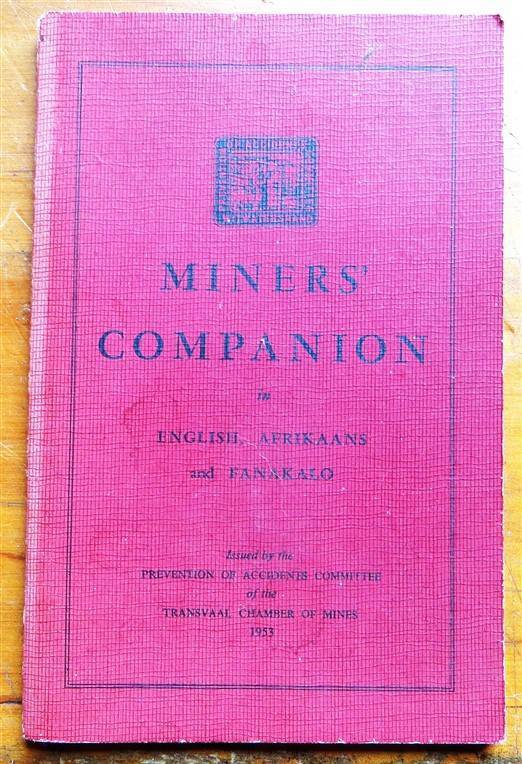 MINERS'
COMPANION
in
ENGLISH, AFRIKAANS
and FANAKALO
Issued by the
PREVENTION OF ACCIDENTS COMMITTEE
of the
TRANSVAAL CHAMBER OF MINES
1953